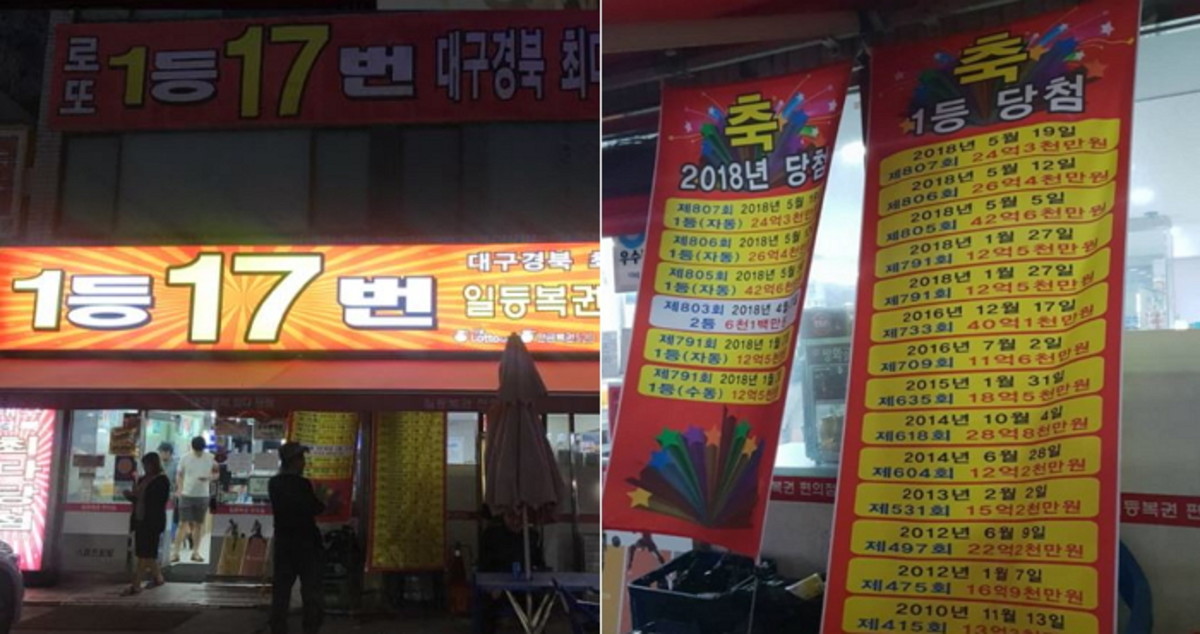 로또 1등 17번 대구경북 최
1등 17번
대구경북 최
일등복권
Lotto
축
2018년 당첨
제807회 2018년 5월
1등(자동) 24억3천만
제806회 2018년 5월
1등(자동) 26억4천
제805회 2018년 5월
1등(자동) 42억6
제803회 2018년 4월
2등 6천1백만
제791회 2018년 1월
1등(자동) 12억5천
제791회 2018년 1월
1등(수동) 12억5
축
1등 당첨
2018년 5월 19일
제807회 24억3천만원
2018년 5월 12일
제806회 26억4천만원
2018년 5월 5일
제805회 42억6천만원
2018년 1월 27일
제791회 12억5천만원
2018년 1월 27일
제791회 12억5천만원
2016년 12월 17일
제733회 40억1천만원
2016년 7월 2일
제709회 11억6천만원
2015년 1월 31일
제635회 18억5천만원
2014년 10월 4일
제618회 28억8천만원
2014년 6월 28일
제604회 12억2천만원
2013년 2월 2일
제531회 15억2천만원
2012년 6월 9일
제497회 22억2천만원
2012년 1월 7일
제475회 16억9천만원
2010년 11월 13일
제415회
복권 편의점
등복권 편